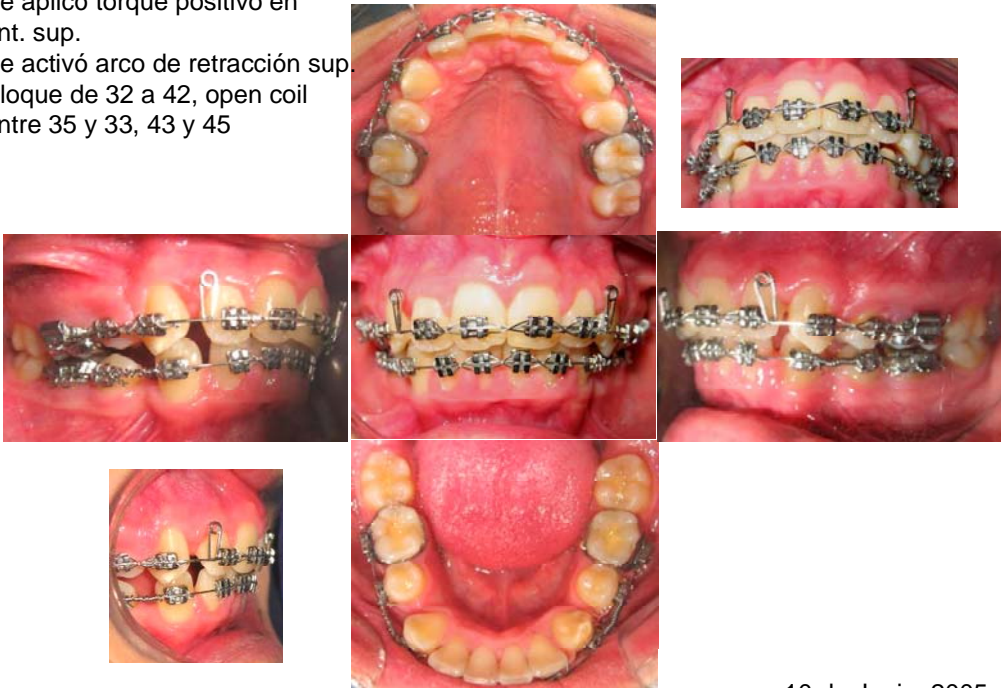 e aplicó torque positivo en
nt. sup.
e activó arco de retracción sup.
loque de 32 a 42, open coil
ntre 35 y 33, 43 y 45
2005